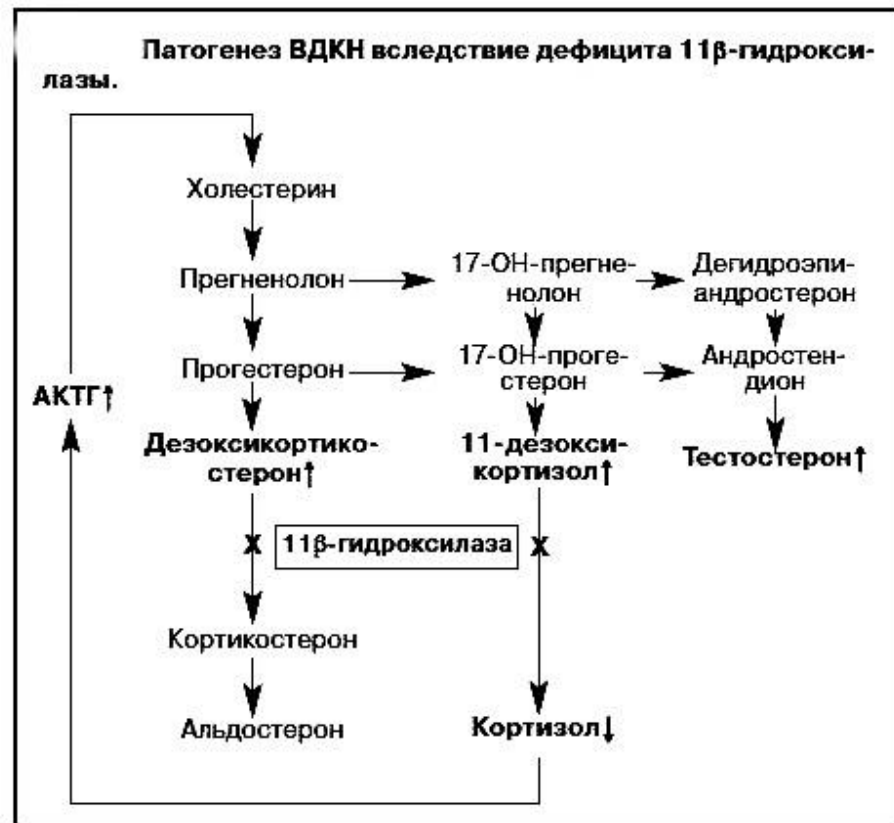 Патогенез ВДКН вследствие дефицита 11β-гидрокси-
лазы.
Холестерин
Прегненолон
17-ОН-прегне-
нолон
Дегидроэпи-
андростерон
Прогестерон
17-ОН-проге-
стерон
Андростен-
дион
АКТГ↑
Дезоксикортико-
стерон↑
11-дезокси-
кортизол↑
Тестостерон↑
X 11β-гидроксилаза X
Кортикостерон
Альдостерон
Кортизол↓